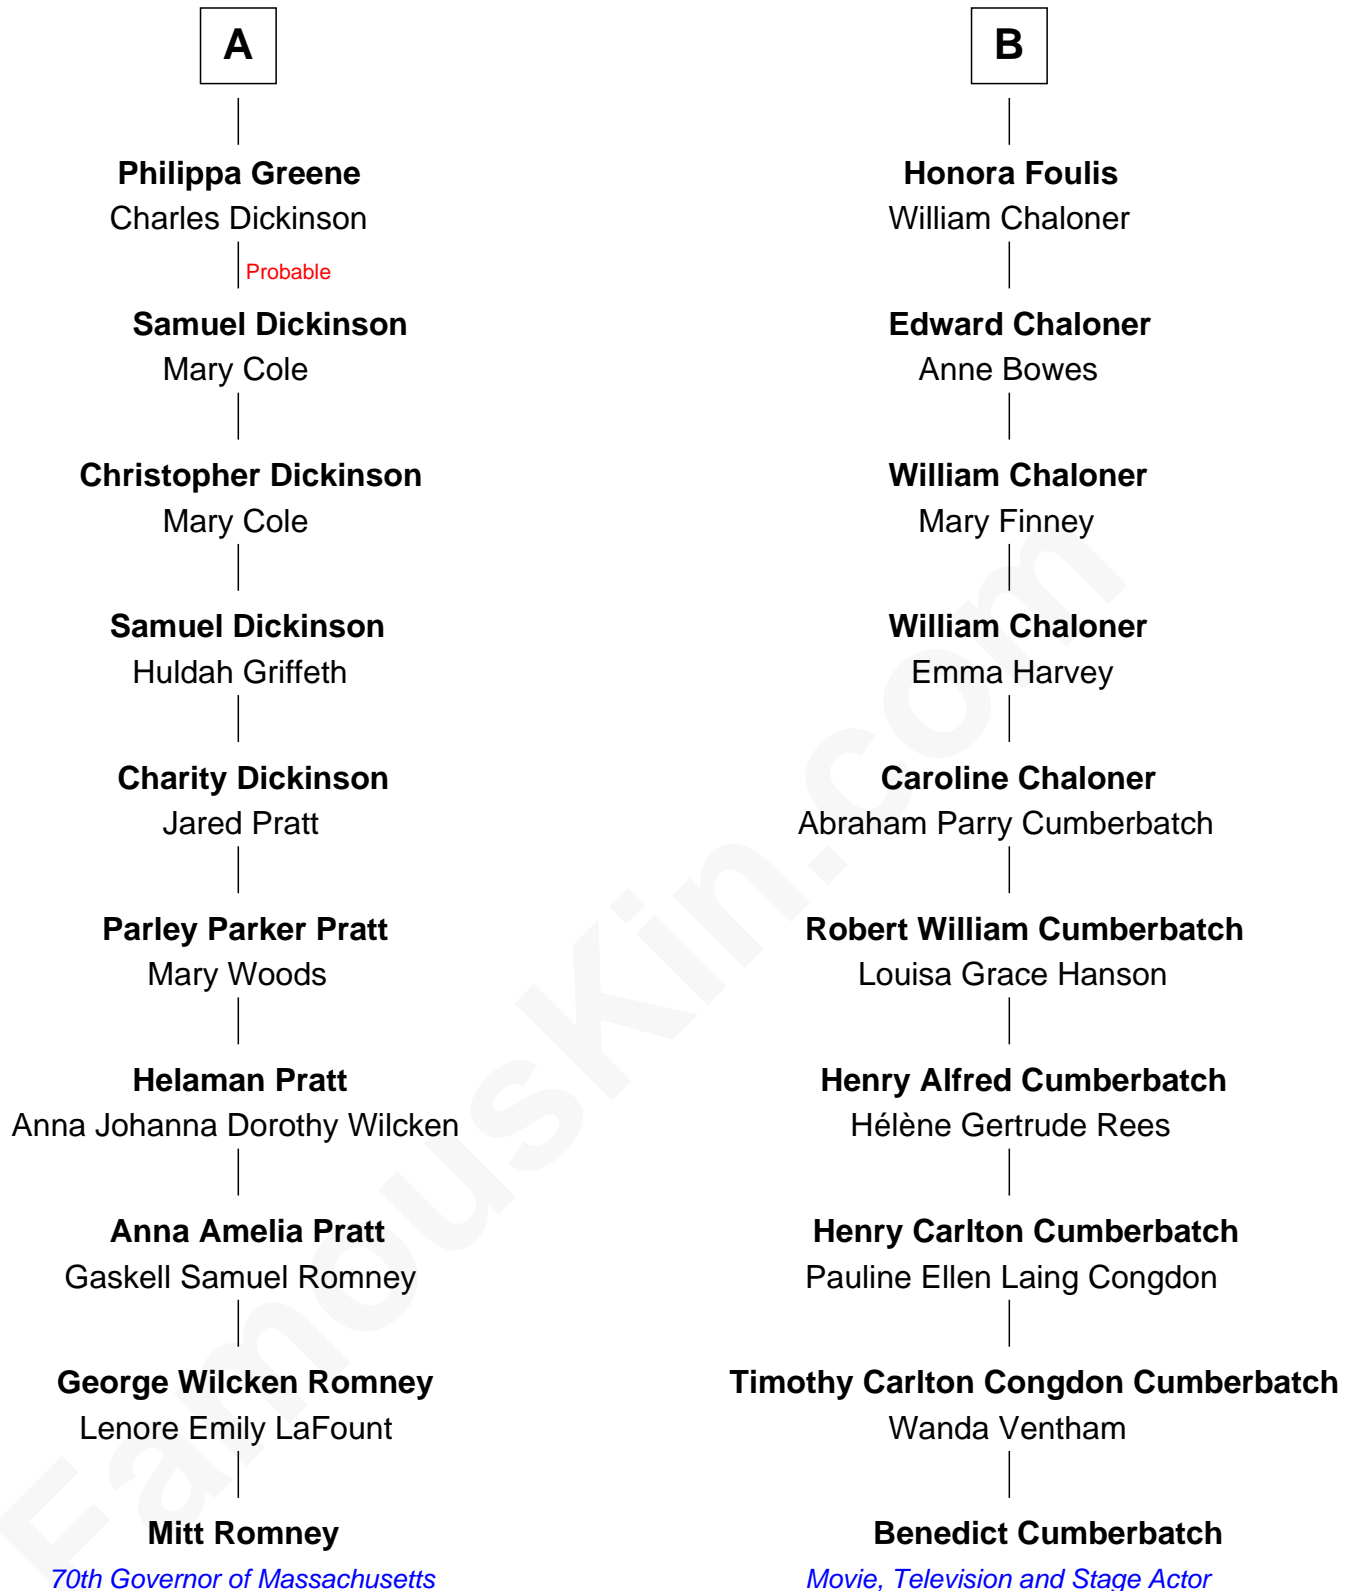 A
Philippa Greene
Charles Dickinson
Probable
Samuel Dickinson
Mary Cole
Christopher Dickinson
Mary Cole
Samuel Dickinson
Huldah Griffeth
Charity Dickinson
Jared Pratt
Parley Parker Pratt
Mary Woods
Helaman Pratt
Anna Johanna Dorothy Wilcken
Anna Amelia Pratt
Gaskell Samuel Romney
George Wilcken Romney
Lenore Emily LaFount
Mitt Romney
70th Governor of Massachusetts
B
Honora Foulis
William Chaloner
Edward Chaloner
Anne Bowes
William Chaloner
Mary Finney
William Chaloner
Emma Harvey
Caroline Chaloner
Abraham Parry Cumberbatch
Robert William Cumberbatch
Louisa Grace Hanson
Henry Alfred Cumberbatch
Hélène Gertrude Rees
Henry Carlton Cumberbatch
Pauline Ellen Laing Congdon
Timothy Carlton Congdon Cumberbatch
Wanda Ventham
Benedict Cumberbatch
Movie, Television and Stage Actor
FamousKin.com